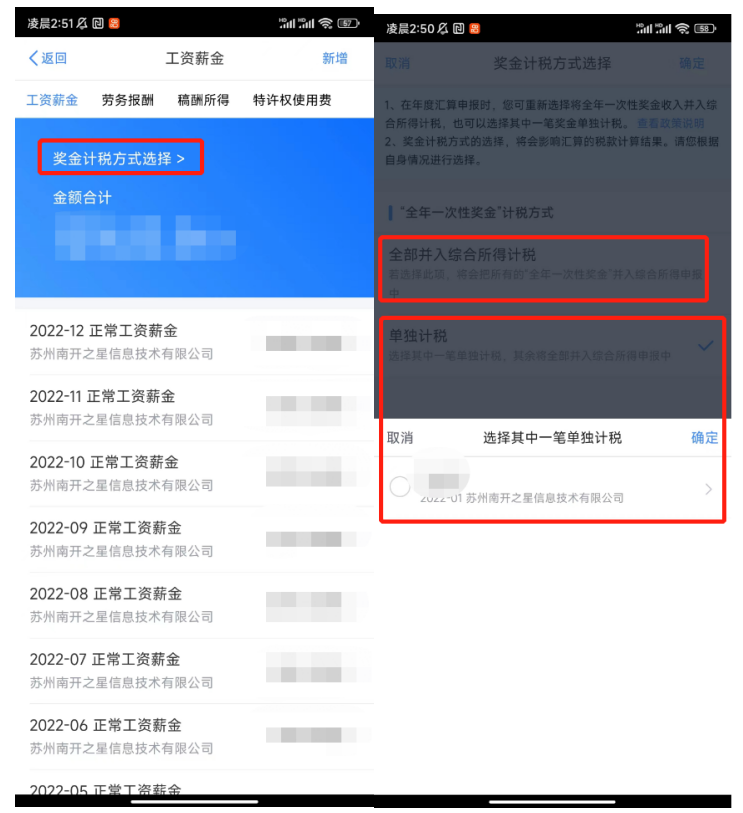 凌晨2:51
67
返回
工资薪金
新增
工资薪金
劳务报酬
稿酬所得
特许权使用费
奖金计税方式选择 >
金额合计
2022-12 正常工资薪金
苏州南开之星信息技术有限公司
2022-11 正常工资薪金
苏州南开之星信息技术有限公司
2022-10 正常工资薪金
苏州南开之星信息技术有限公司
2022-09 正常工资薪金
苏州南开之星信息技术有限公司
2022-08 正常工资薪金
苏州南开之星信息技术有限公司
2022-07 正常工资薪金
苏州南开之星信息技术有限公司
2022-06 正常工资薪金
苏州南开之星信息技术有限公司
2022-05 正常工资薪金
凌晨2:50
58
取消
奖金计税方式选择
确定
1、在年度汇算申报时，您可重新选择将全年一次性奖金收入并入综
合所得计税，也可以选择其中一笔奖金单独计税。 查看政策说明
2、奖金计税方式的选择，将会影响汇算的税款计算结果。请您根据
自身情况进行选择。
“全年一次性奖金”计税方式
全部并入综合所得计税
若选择此项，将会把所有的“全年一次性奖金”并入综合所得申报
中
单独计税
选择其中一笔单独计税，其余将全部并入综合所得申报中
取消
选择其中一笔单独计税
确定
2022-01 苏州南开之星信息技术有限公司